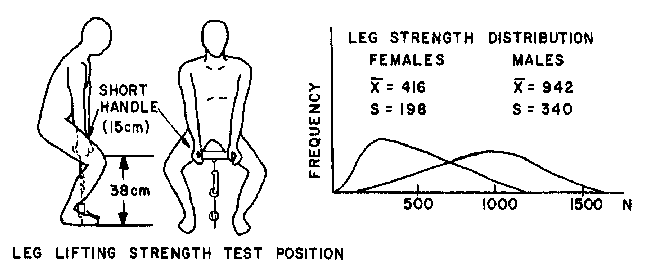 SHORT
HANDLE
(15cm)
38cm
LEG LIFTING STRENGTH TEST POSITION
LEG STRENGTH DISTRIBUTION
FEMALES MALES
X̅ = 416 X̅ = 942
S = 198 S = 340
FREQUENCY
500 1000 1500 N